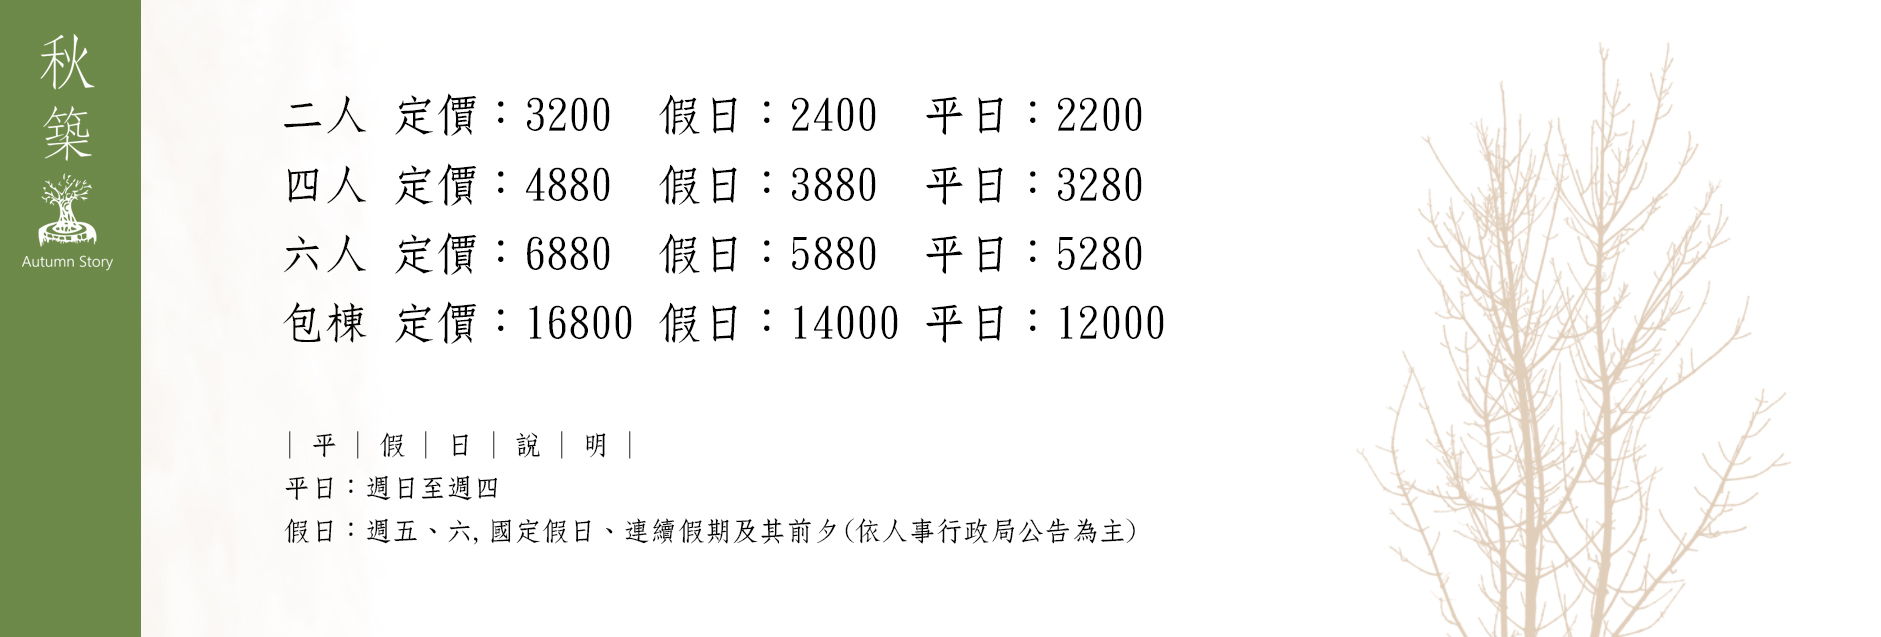 秋築
Autumn Story
二人 定價：3200 假日：2400 平日：2200
四人 定價：4880 假日：3880 平日：3280
六人 定價：6880 假日：5880 平日：5280
包棟 定價：16800 假日：14000 平日：12000
｜平｜假｜日｜說｜明｜
平日：週日至週四
假日：週五、六, 國定假日、連續假期及其前夕(依人事行政局公告為主)